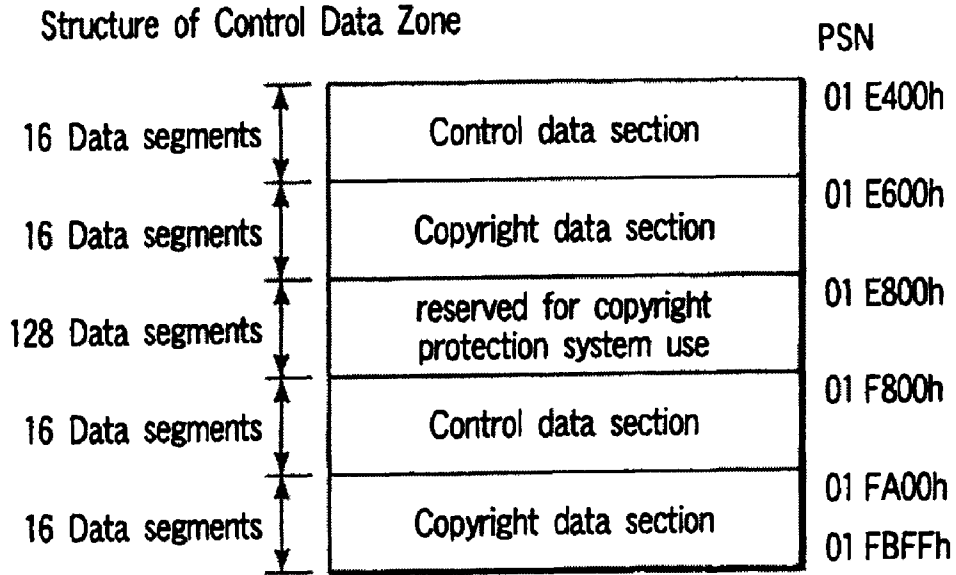 Structure of Control Data Zone
PSN
01 E400h
16 Data segments
Control data section
01 E600h
16 Data segments
Copyright data section
01 E800h
128 Data segments
reserved for copyright
protection system use
01 F800h
16 Data segments
Control data section
01 FA00h
16 Data segments
Copyright data section
01 FBFFh